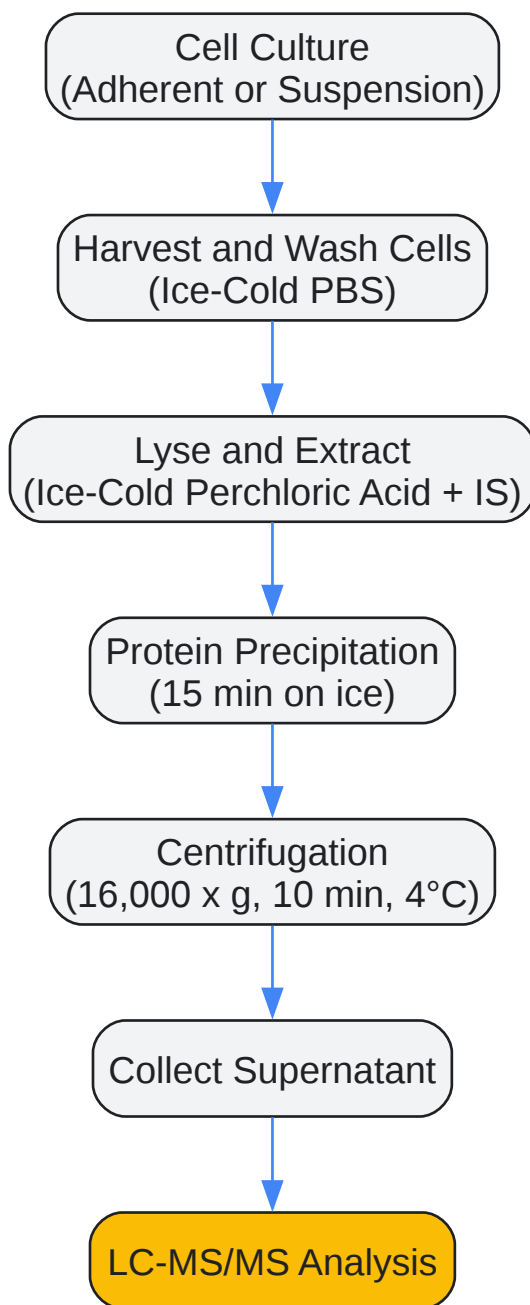 Cell Culture
(Adherent or Suspension)
Harvest and Wash Cells
(Ice-Cold PBS)
Lyse and Extract
(Ice-Cold Perchloric Acid + IS)
Protein Precipitation
(15 min on ice)
Centrifugation
(16,000 x g, 10 min, 4°C)
Collect Supernatant
LC-MS/MS Analysis